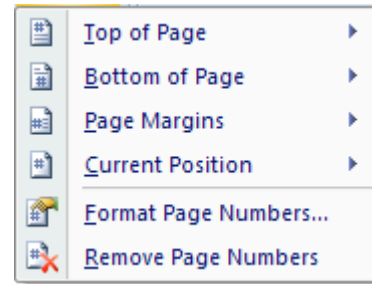 Top of Page
Bottom of Page
Page Margins
Current Position
Format Page Numbers...
Remove Page Numbers